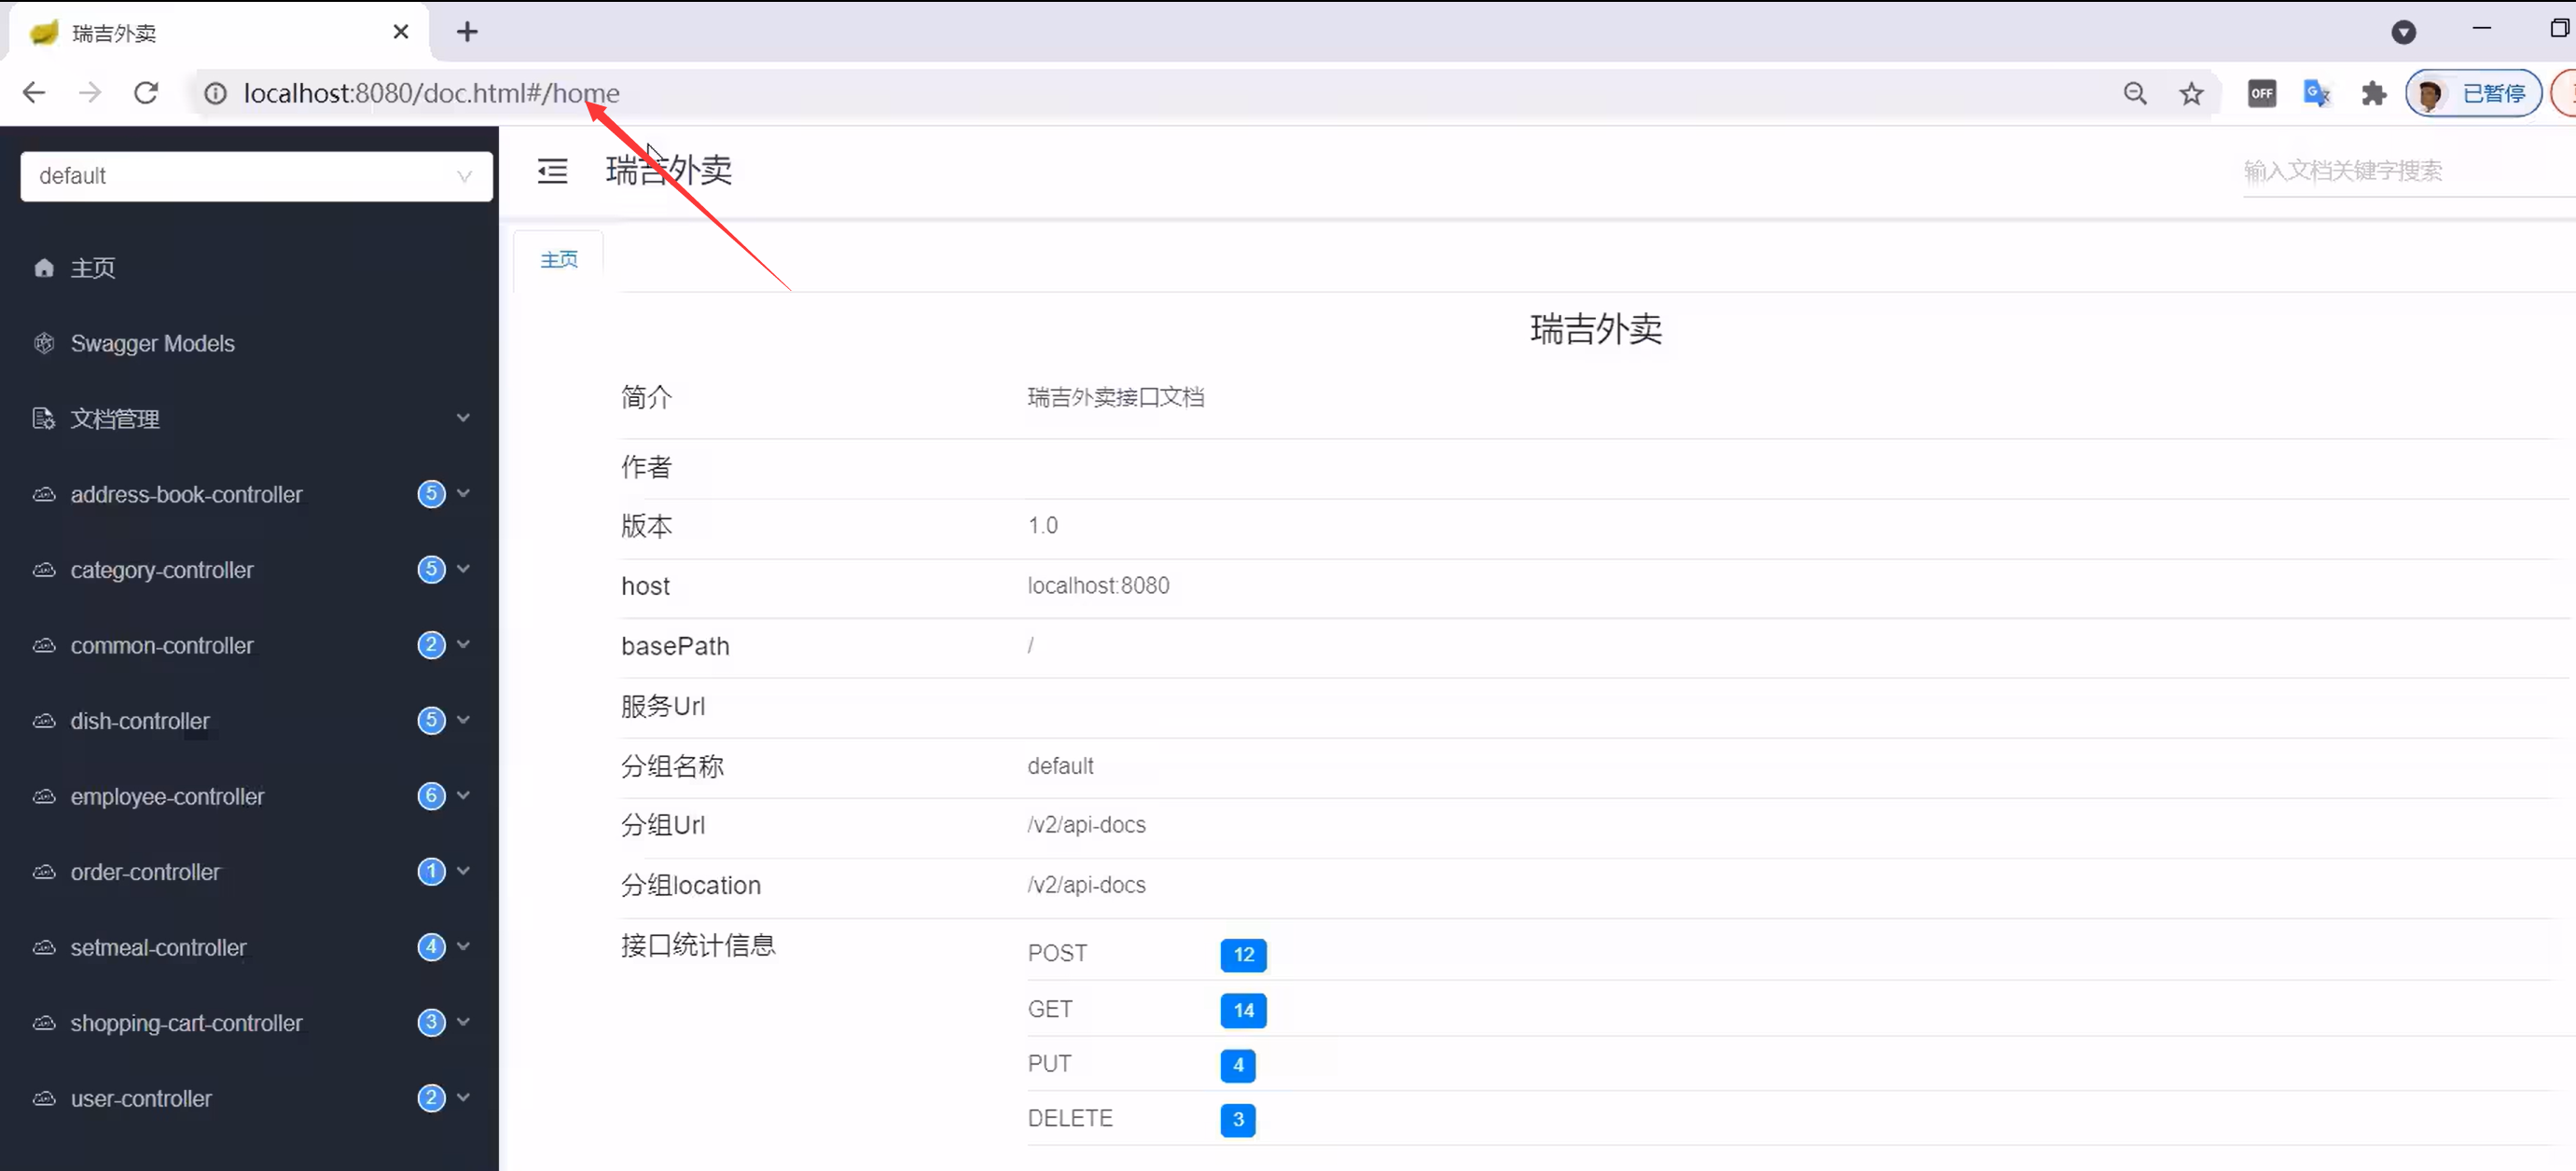 瑞吉外卖
localhost:8080/doc.html#/home
OFF
已暂停
default
瑞吉外卖
输入文档关键字搜索
主页
主页
瑞吉外卖
Swagger Models
简介 瑞吉外卖接口文档
文档管理
作者
address-book-controller 5
版本 1.0
category-controller 5
host localhost:8080
common-controller 2
basePath /
服务Url
dish-controller 5
分组名称 default
employee-controller 6
分组Url /v2/api-docs
order-controller 1
分组location /v2/api-docs
setmeal-controller 4
接口统计信息 POST 12
GET 14
shopping-cart-controller 3
PUT 4
user-controller 2
DELETE 3